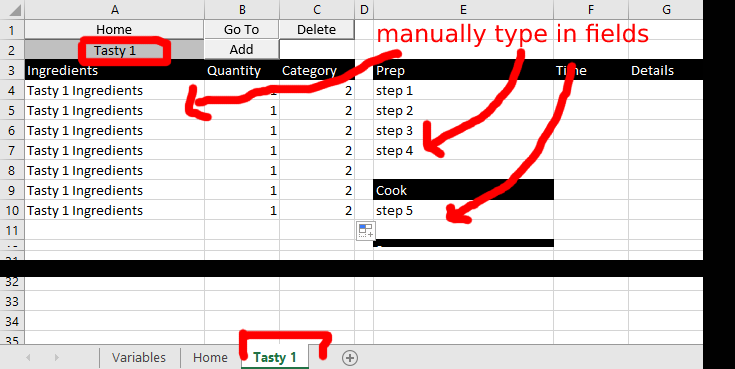 A B C D E F G
1 Home Go To Delete
manually type in fields
2 Tasty 1 Add
3 Ingredients Quantity Category Prep Time Details
4 Tasty 1 Ingredients 1 2 step 1
5 Tasty 1 Ingredients 1 2 step 2
6 Tasty 1 Ingredients 1 2 step 3
7 Tasty 1 Ingredients 1 2 step 4
8 Tasty 1 Ingredients 1 2
9 Tasty 1 Ingredients 1 2 Cook
10 Tasty 1 Ingredients 1 2 step 5
11
32
33
34
35
Variables Home Tasty 1